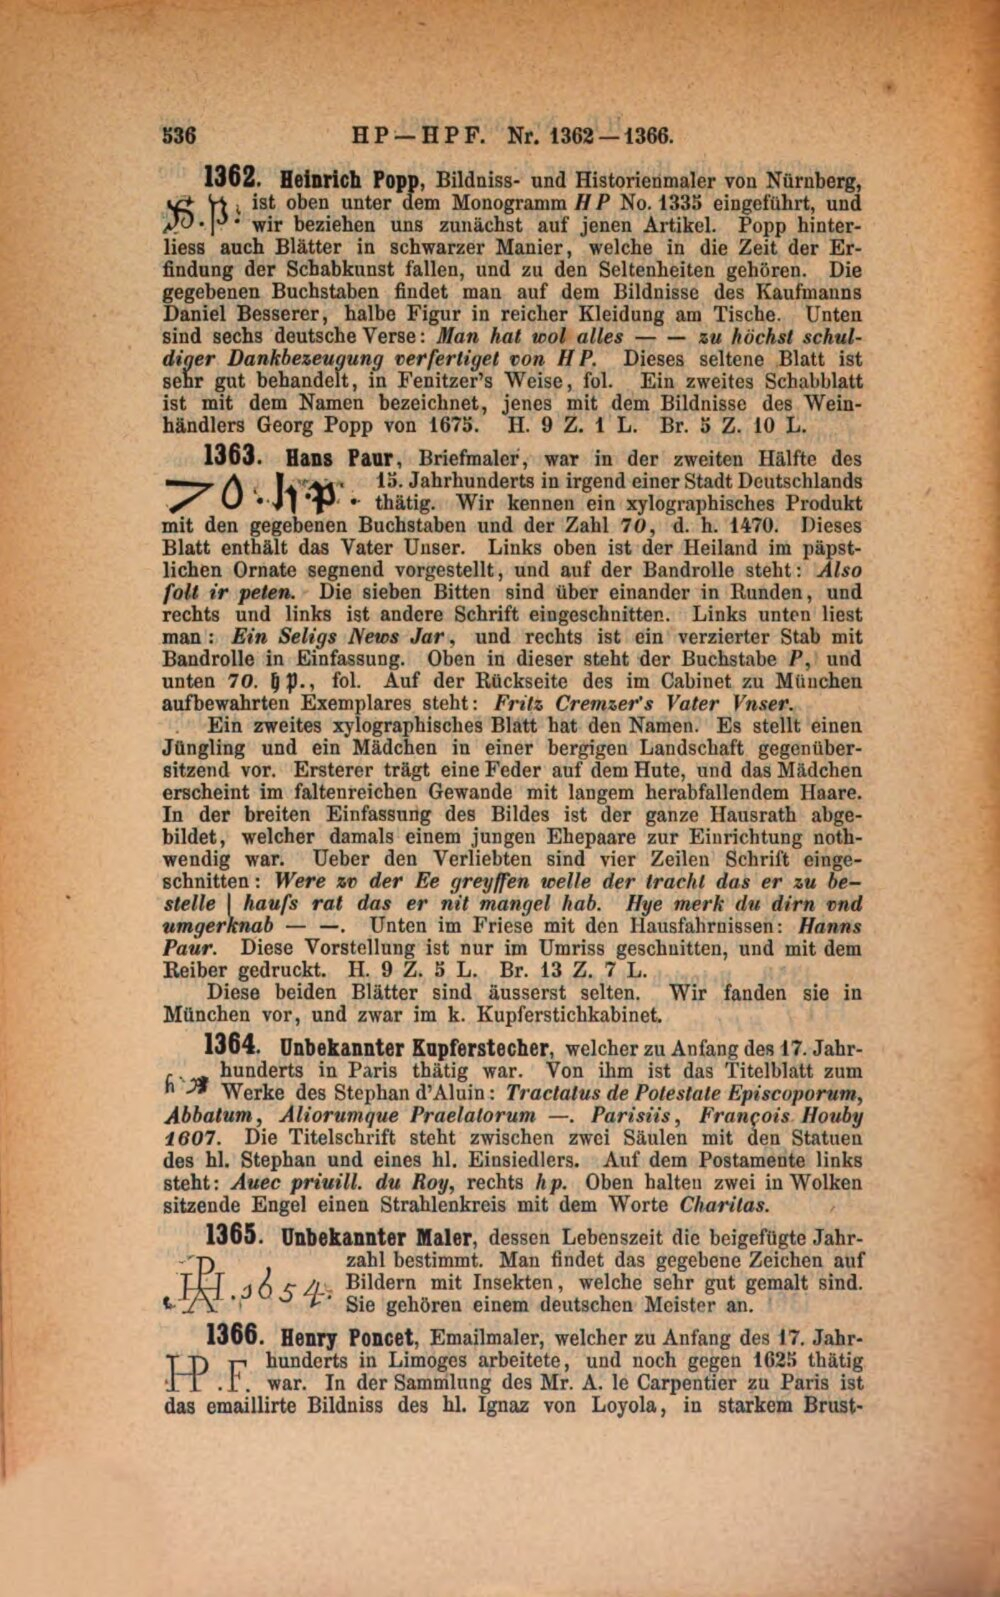 536 HP—HPF. Nr. 1362—1366.
1362. Heinrich Popp, Bildniss- und Historienmaler von Nürnberg,
H. P. ist oben unter dem Monogramm H P No. 1335 eingeführt, und
wir beziehen uns zunächst auf jenen Artikel. Popp hinter-
liess auch Blätter in schwarzer Manier, welche in die Zeit der Er-
findung der Schabkunst fallen, und zu den Seltenheiten gehören. Die
gegebenen Buchstaben findet man auf dem Bildnisse des Kaufmanns
Daniel Besserer, halbe Figur in reicher Kleidung am Tische. Unten
sind sechs deutsche Verse: Man hat wol alles — — zu höchst schul-
diger Dankbezeugung verfertiget von H P. Dieses seltene Blatt ist
sehr gut behandelt, in Fenitzer's Weise, fol. Ein zweites Schabblatt
ist mit dem Namen bezeichnet, jenes mit dem Bildnisse des Wein-
händlers Georg Popp von 1675. H. 9 Z. 1 L. Br. 5 Z. 10 L.
1363. Hans Paur, Briefmaler, war in der zweiten Hälfte des
70. h. p. 15. Jahrhunderts in irgend einer Stadt Deutschlands
thätig. Wir kennen ein xylographisches Produkt
mit den gegebenen Buchstaben und der Zahl 70, d. h. 1470. Dieses
Blatt enthält das Vater Unser. Links oben ist der Heiland im päpst-
lichen Ornate segnend vorgestellt, und auf der Bandrolle steht: Also
solt ir peten. Die sieben Bitten sind über einander in Runden, und
rechts und links ist andere Schrift eingeschnitten. Links unten liest
man: Ein Seligs News Jar, und rechts ist ein verzierter Stab mit
Bandrolle in Einfassung. Oben in dieser steht der Buchstabe P, und
unten 70. h p., fol. Auf der Rückseite des im Cabinet zu München
aufbewahrten Exemplares steht: Fritz Cremzer's Vater Vnser.
Ein zweites xylographisches Blatt hat den Namen. Es stellt einen
Jüngling und ein Mädchen in einer bergigen Landschaft gegenüber-
sitzend vor. Ersterer trägt eine Feder auf dem Hute, und das Mädchen
erscheint im faltenreichen Gewande mit langem herabfallendem Haare.
In der breiten Einfassung des Bildes ist der ganze Hausrath abge-
bildet, welcher damals einem jungen Ehepaare zur Einrichtung noth-
wendig war. Ueber den Verliebten sind vier Zeilen Schrift einge-
schnitten: Were zv der Ee greyffen welle der tracht das er zu be-
stelle | haufs rat das er nit mangel hab. Hye merk du dirn vnd
umgerknab — —. Unten im Friese mit den Hausfahrnissen: Hanns
Paur. Diese Vorstellung ist nur im Umriss geschnitten, und mit dem
Reiber gedruckt. H. 9 Z. 5 L. Br. 13 Z. 7 L.
Diese beiden Blätter sind äusserst selten. Wir fanden sie in
München vor, und zwar im k. Kupferstichkabinet.
1364. Unbekannter Kupferstecher, welcher zu Anfang des 17. Jahr-
hunderts in Paris thätig war. Von ihm ist das Titelblatt zum
Werke des Stephan d'Aluin: Tractatus de Potestate Episcoporum,
Abbatum, Aliorumque Praelatorum —. Parisiis, François Houby
1607. Die Titelschrift steht zwischen zwei Säulen mit den Statuen
des hl. Stephan und eines hl. Einsiedlers. Auf dem Postamente links
steht: Auec priuill. du Roy, rechts hp. Oben halten zwei in Wolken
sitzende Engel einen Strahlenkreis mit dem Worte Charitas.
1365. Unbekannter Maler, dessen Lebenszeit die beigefügte Jahr-
zahl bestimmt. Man findet das gegebene Zeichen auf
1654. Bildern mit Insekten, welche sehr gut gemalt sind.
Sie gehören einem deutschen Meister an.
1366. Henry Poncet, Emailmaler, welcher zu Anfang des 17. Jahr-
HP.F. hunderts in Limoges arbeitete, und noch gegen 1625 thätig
war. In der Sammlung des Mr. A. le Carpentier zu Paris ist
das emaillirte Bildniss des hl. Ignaz von Loyola, in starkem Brust-